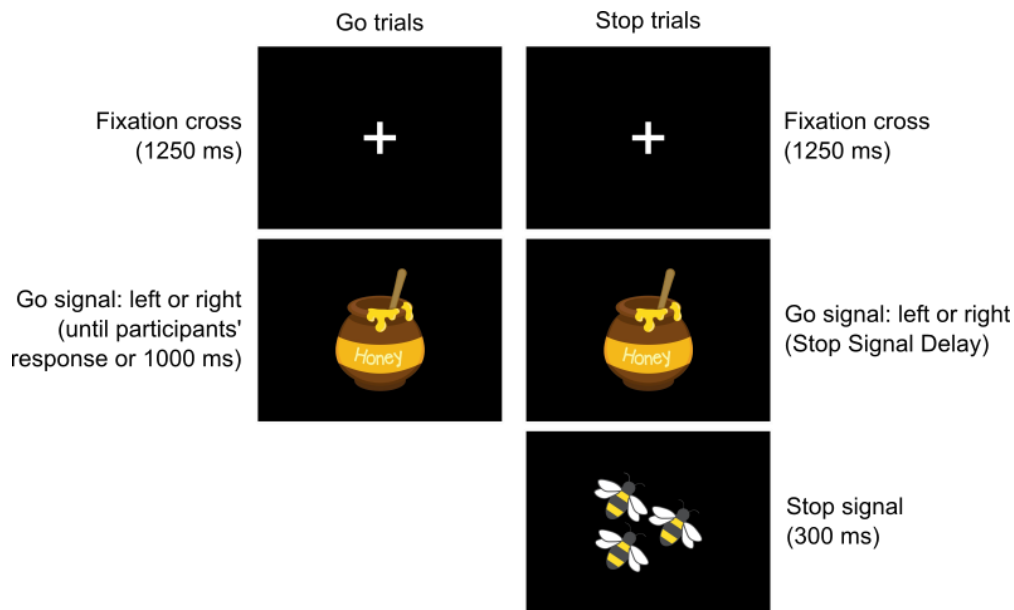 Go trials
Stop trials
Fixation cross
(1250 ms)
Fixation cross
(1250 ms)
Go signal: left or right
(until participants'
response or 1000 ms)
Honey
Honey
Go signal: left or right
(Stop Signal Delay)
Stop signal
(300 ms)